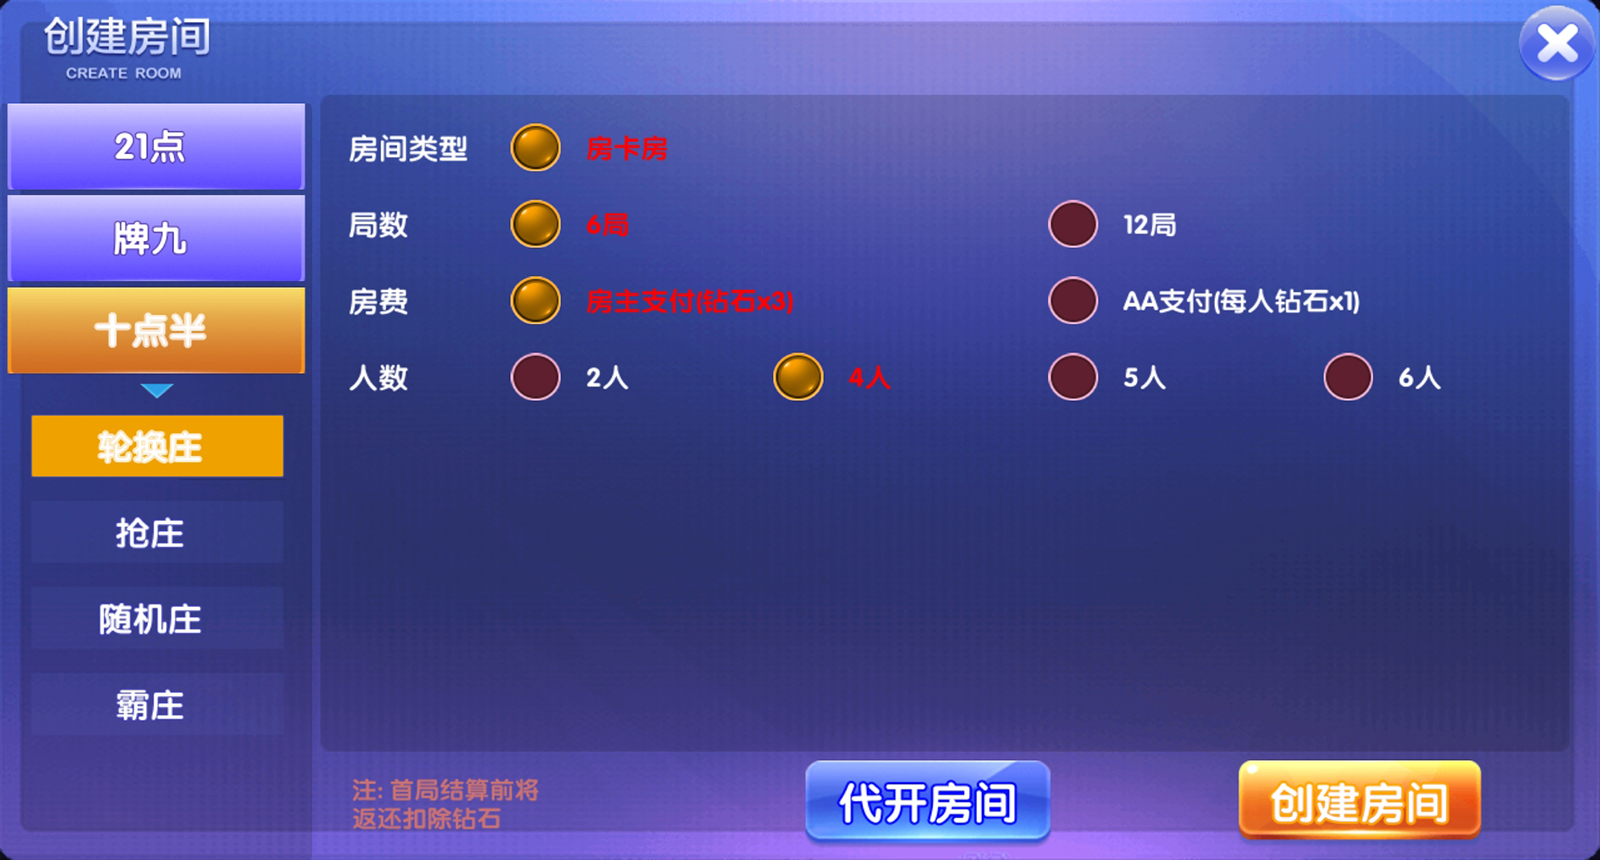 创建房间
CREATE ROOM
21点
牌九
十点半
轮换庄
抢庄
随机庄
霸庄
房间类型 房卡房
局数 6局 12局
房费 房主支付(钻石x3) AA支付(每人钻石x1)
人数 2人 4人 5人 6人
注: 首局结算前将
返还扣除钻石
代开房间
创建房间